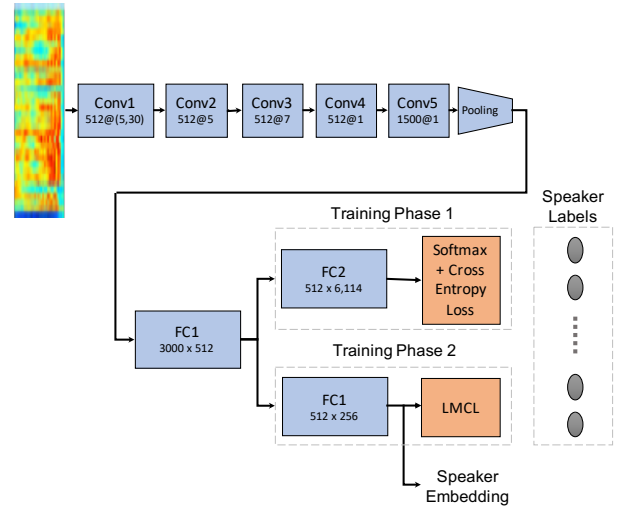 Conv1
512@(5,30)
Conv2
512@5
Conv3
512@7
Conv4
512@1
Conv5
1500@1
Pooling
Training Phase 1
Speaker
Labels
FC2
512 x 6,114
Softmax
+ Cross
Entropy
Loss
FC1
3000 x 512
Training Phase 2
FC1
512 x 256
LMCL
Speaker
Embedding